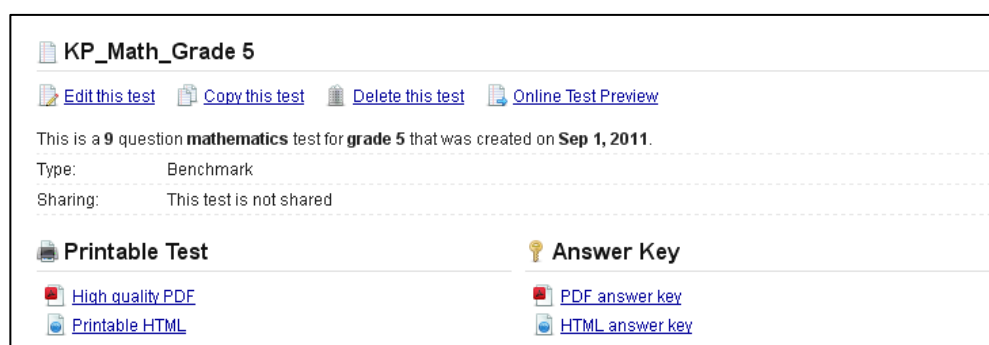 KP_Math_Grade 5
Edit this test Copy this test Delete this test Online Test Preview
This is a 9 question mathematics test for grade 5 that was created on Sep 1, 2011.
Type: Benchmark
Sharing: This test is not shared
Printable Test Answer Key
High quality PDF PDF answer key
Printable HTML HTML answer key